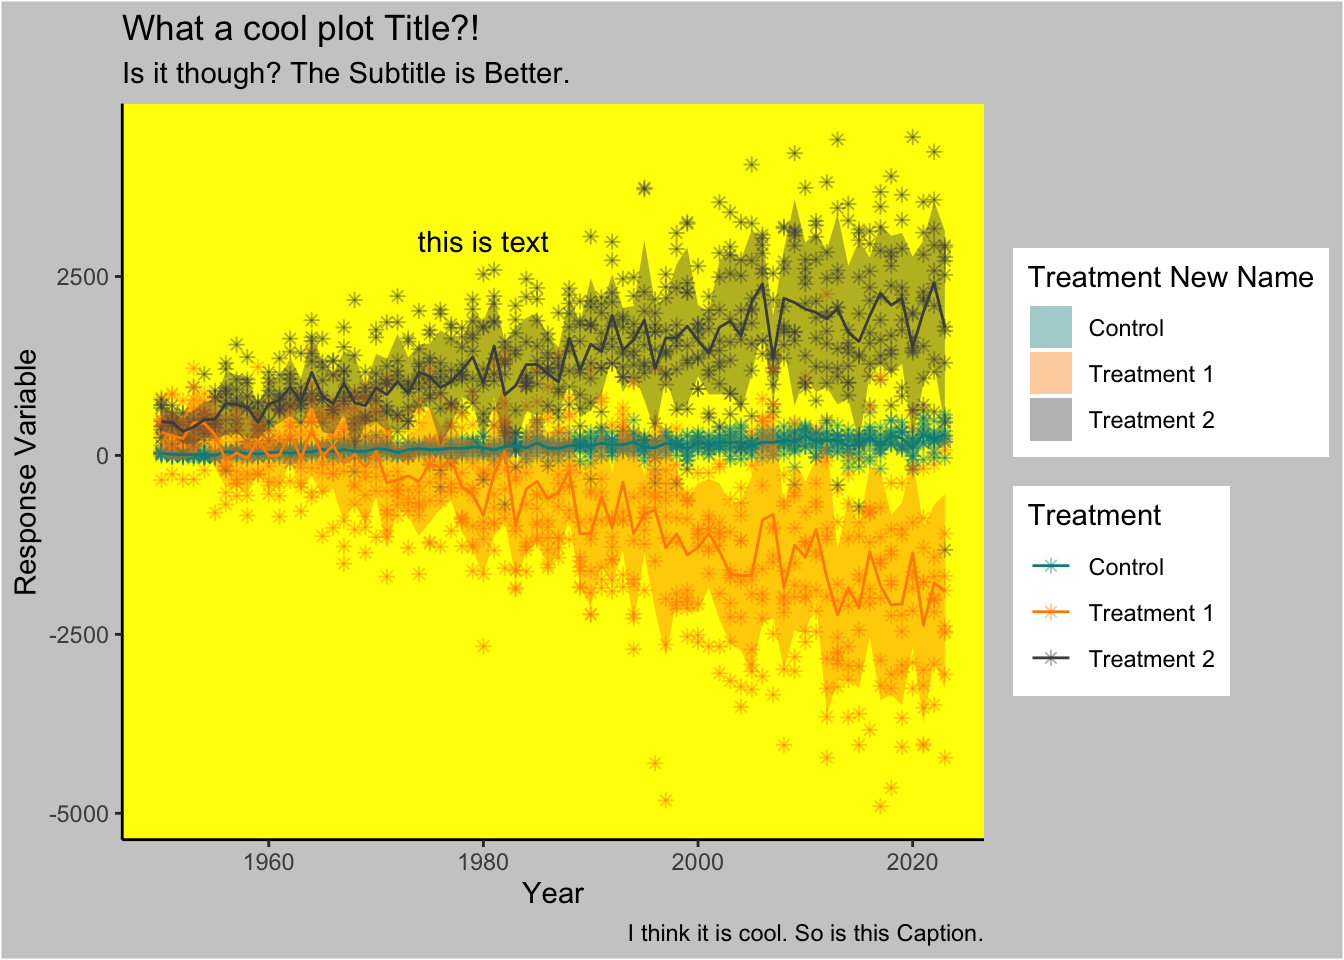 What a cool plot Title?!
Is it though? The Subtitle is Better.
this is text
Response Variable
2500
0
-2500
-5000
1960
1980
2000
2020
Year
I think it is cool. So is this Caption.
Treatment New Name
Control
Treatment 1
Treatment 2
Treatment
Control
Treatment 1
Treatment 2